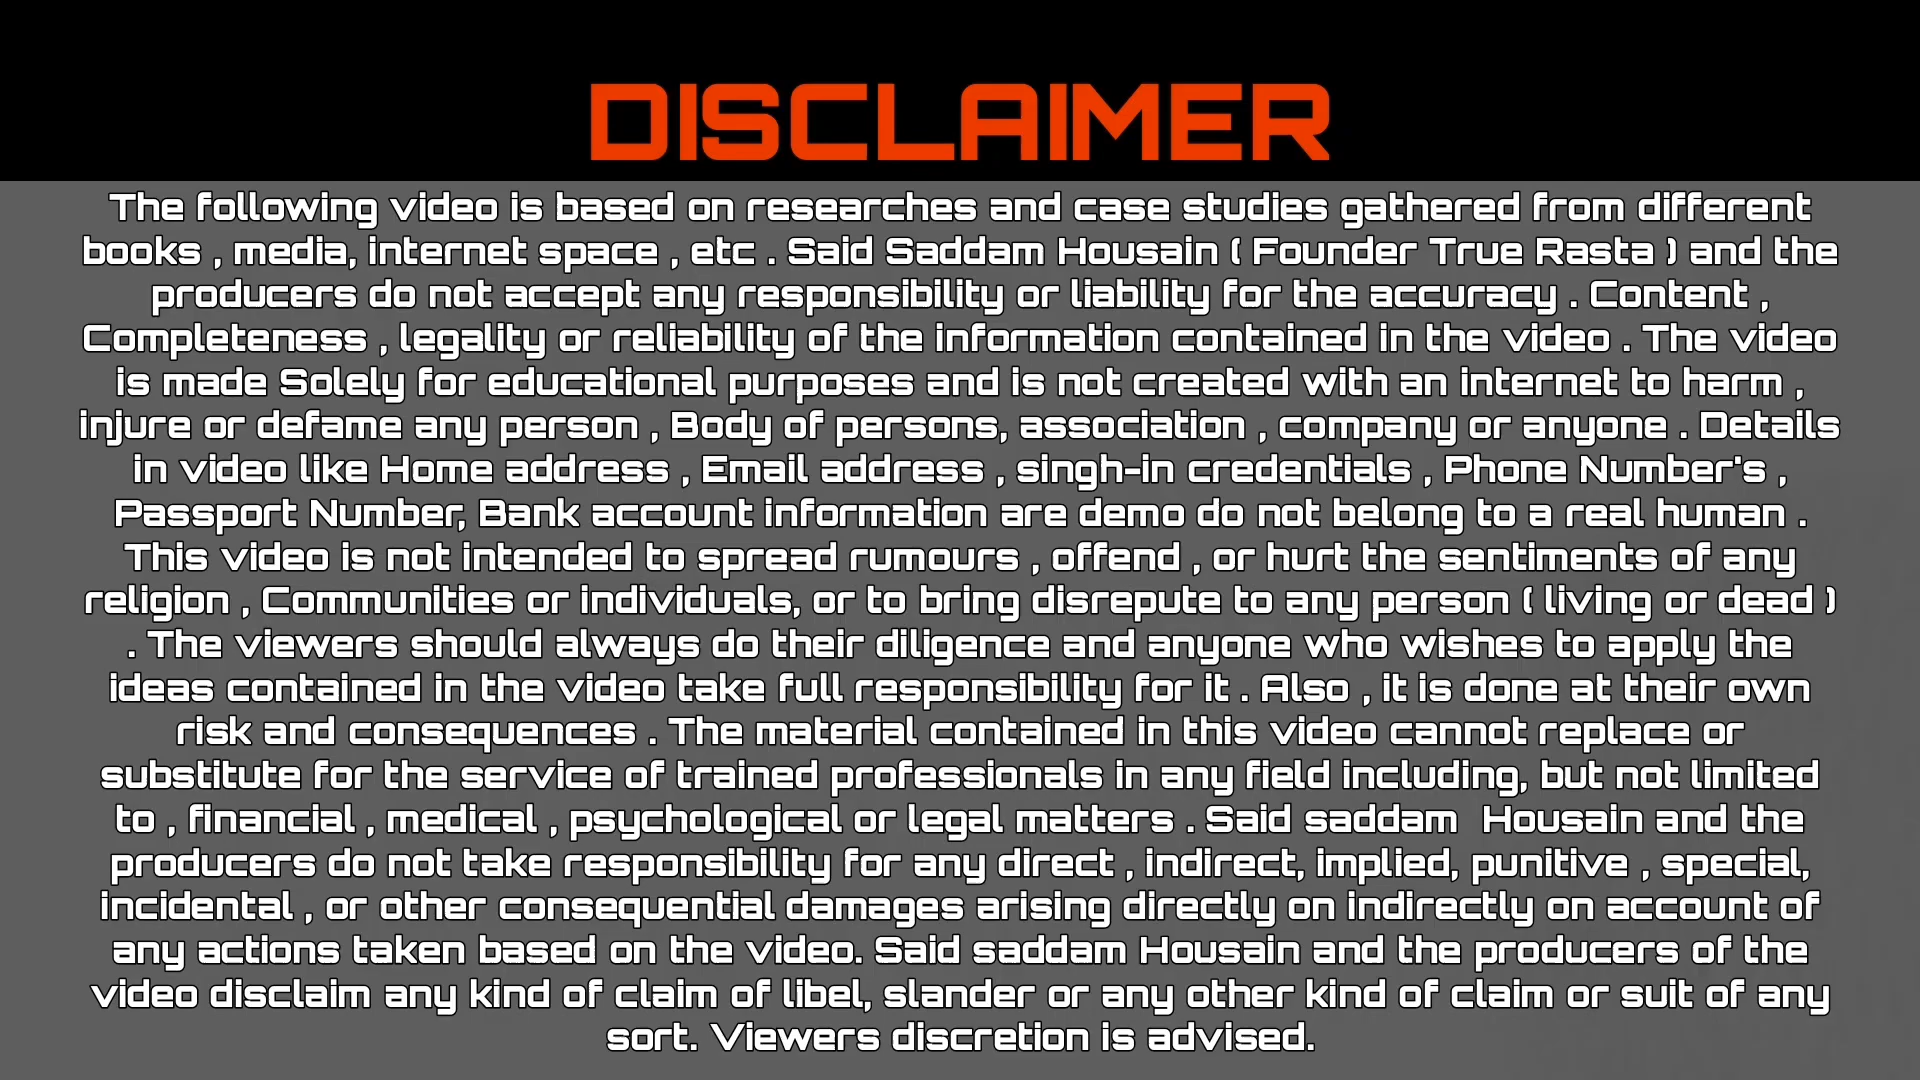 DISCLAIMER
The following video is based on researches and case studies gathered from different
books , media, internet space , etc . Said Saddam Housain ( Founder True Rasta ) and the
producers do not accept any responsibility or liability for the accuracy . Content ,
Completeness , legality or reliability of the information contained in the video . The video
is made Solely for educational purposes and is not created with an internet to harm ,
injure or defame any person , Body of persons, association , company or anyone . Details
in video like Home address , Email address , singh-in credentials , Phone Number's ,
Passport Number, Bank account information are demo do not belong to a real human .
This video is not intended to spread rumours , offend , or hurt the sentiments of any
religion , Communities or individuals, or to bring disrepute to any person ( living or dead )
. The viewers should always do their diligence and anyone who wishes to apply the
ideas contained in the video take full responsibility for it . Also , it is done at their own
risk and consequences . The material contained in this video cannot replace or
substitute for the service of trained professionals in any field including, but not limited
to , financial , medical , psychological or legal matters . Said saddam  Housain and the
producers do not take responsibility for any direct , indirect, implied, punitive , special,
incidental , or other consequential damages arising directly on indirectly on account of
any actions taken based on the video. Said saddam Housain and the producers of the
video disclaim any kind of claim of libel, slander or any other kind of claim or suit of any
sort. Viewers discretion is advised.